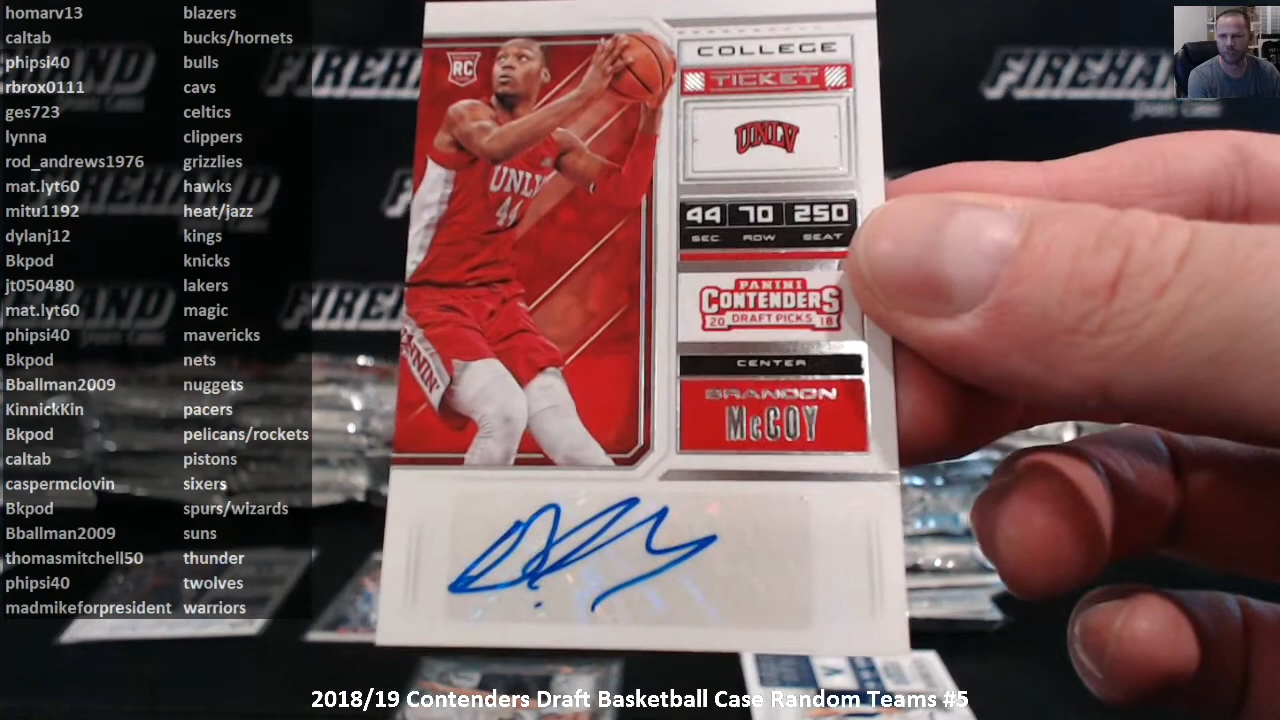 homarv13 blazers
caltab bucks/hornets
phipsi40 bulls
rbrox0111 cavs
ges723 celtics
lynna clippers
rod_andrews1976 grizzlies
mat.lyt60 hawks
mitu1192 heat/jazz
dylanj12 kings
Bkpod knicks
jt050480 lakers
mat.lyt60 magic
phipsi40 mavericks
Bkpod nets
Bballman2009 nuggets
KinnickKin pacers
Bkpod pelicans/rockets
caltab pistons
caspermclovin sixers
Bkpod spurs/wizards
Bballman2009 suns
thomasmitchell50 thunder
phipsi40 twolves
madmikeforpresident warriors
RC
UNLV
44
COLLEGE
TICKET
UNLV
44 70 250
SEC ROW SEAT
PANINI
CONTENDERS
20 DRAFT PICKS 18
CENTER
BRANDON
McCOY
FIREHAND
2018/19 Contenders Draft Basketball Case Random Teams #5